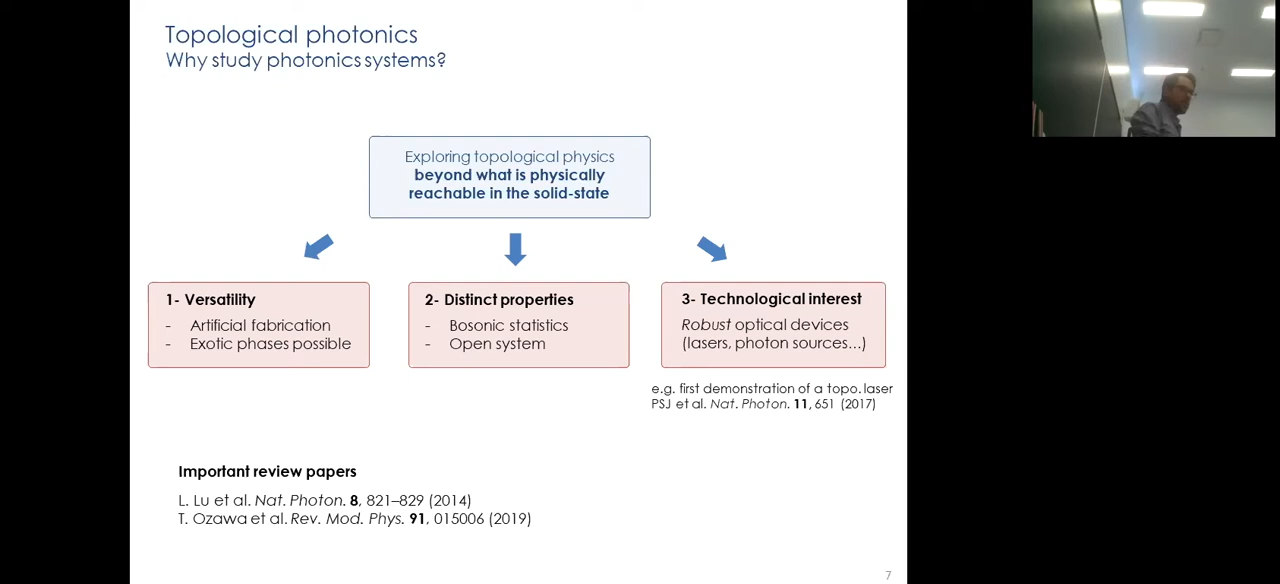 Topological photonics
Why study photonics systems?
Exploring topological physics
beyond what is physically
reachable in the solid-state
1- Versatility
- Artificial fabrication
- Exotic phases possible
2- Distinct properties
- Bosonic statistics
- Open system
3- Technological interest
Robust optical devices
(lasers, photon sources...)
e.g. first demonstration of a topo. laser
PSJ et al. Nat. Photon. 11, 651 (2017)
Important review papers
L. Lu et al. Nat. Photon. 8, 821–829 (2014)
T. Ozawa et al. Rev. Mod. Phys. 91, 015006 (2019)
7